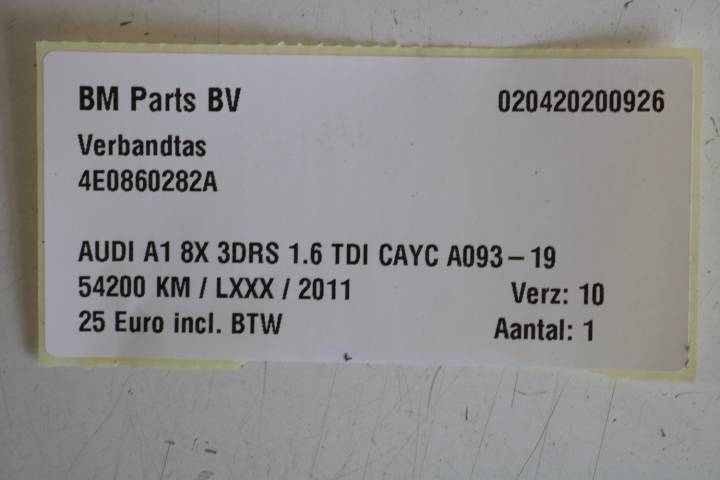 BM Parts BV 020420200926
Verbandtas
4E0860282A
AUDI A1 8X 3DRS 1.6 TDI CAYC A093-19
54200 KM / LXXX / 2011 Verz: 10
25 Euro incl. BTW Aantal: 1